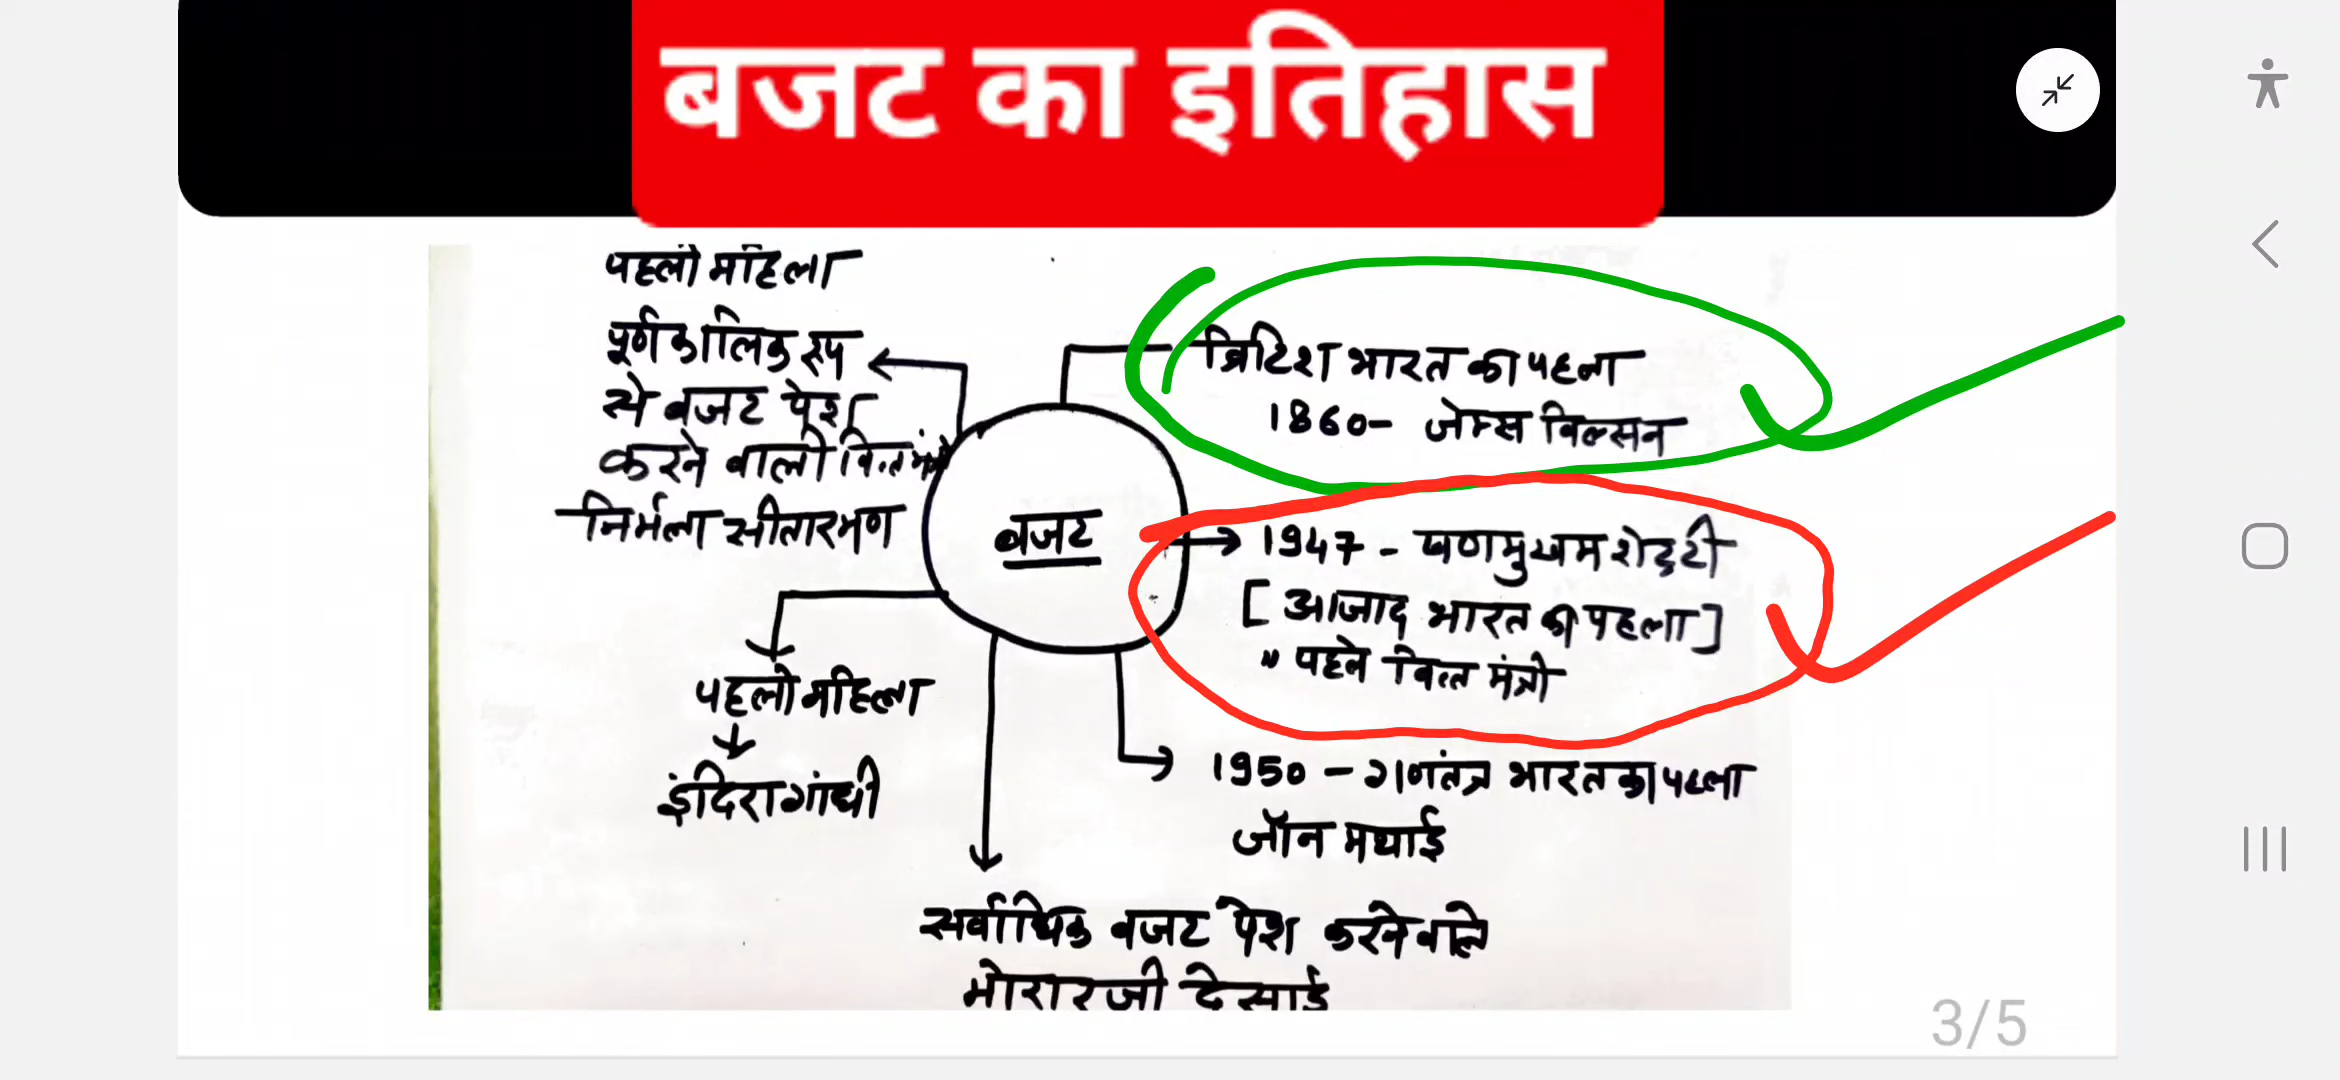 बजट का इतिहास
पहली महिला
पूर्णकालिक रूप
से बजट पेश
करने वाली वित्त मंत्री
निर्मला सीतारमण
ब्रिटिश भारत का पहला
1860- जेम्स विल्सन
बजट
1947 - षणमुखम शेट्टी
[ आजाद भारत का पहला ]
" पहले वित्त मंत्री
पहली महिला
इंदिरा गांधी
1950 - गणतंत्र भारत का पहला
जॉन मथाई
सर्वाधिक बजट पेश करने वाले
मोरारजी देसाई
3/5